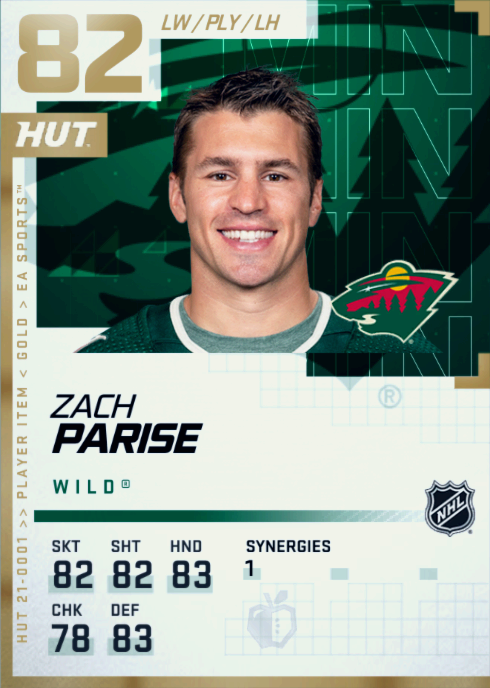 82
LW/PLY/LH
HUT
MIN
MIN
MIN
HUT 21-0001 >> PLAYER ITEM < GOLD > EA SPORTS™
®
ZACH
PARISE
WILD®
NHL
SKT SHT HND SYNERGIES
82 82 83 1
CHK DEF
78 83